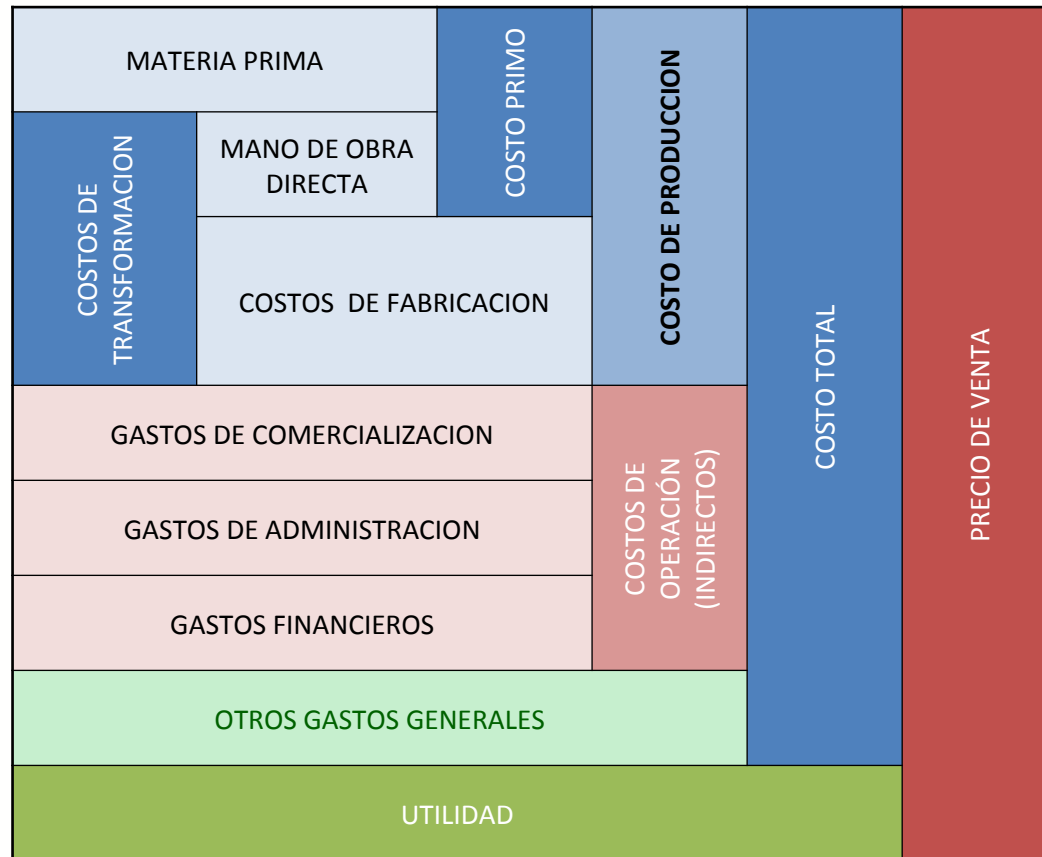 MATERIA PRIMA
COSTO PRIMO
COSTO DE PRODUCCION
COSTO TOTAL
PRECIO DE VENTA
COSTOS DE
TRANSFORMACION
MANO DE OBRA
DIRECTA
COSTOS DE FABRICACION
GASTOS DE COMERCIALIZACION
COSTOS DE
OPERACIÓN
(INDIRECTOS)
GASTOS DE ADMINISTRACION
GASTOS FINANCIEROS
OTROS GASTOS GENERALES
UTILIDAD